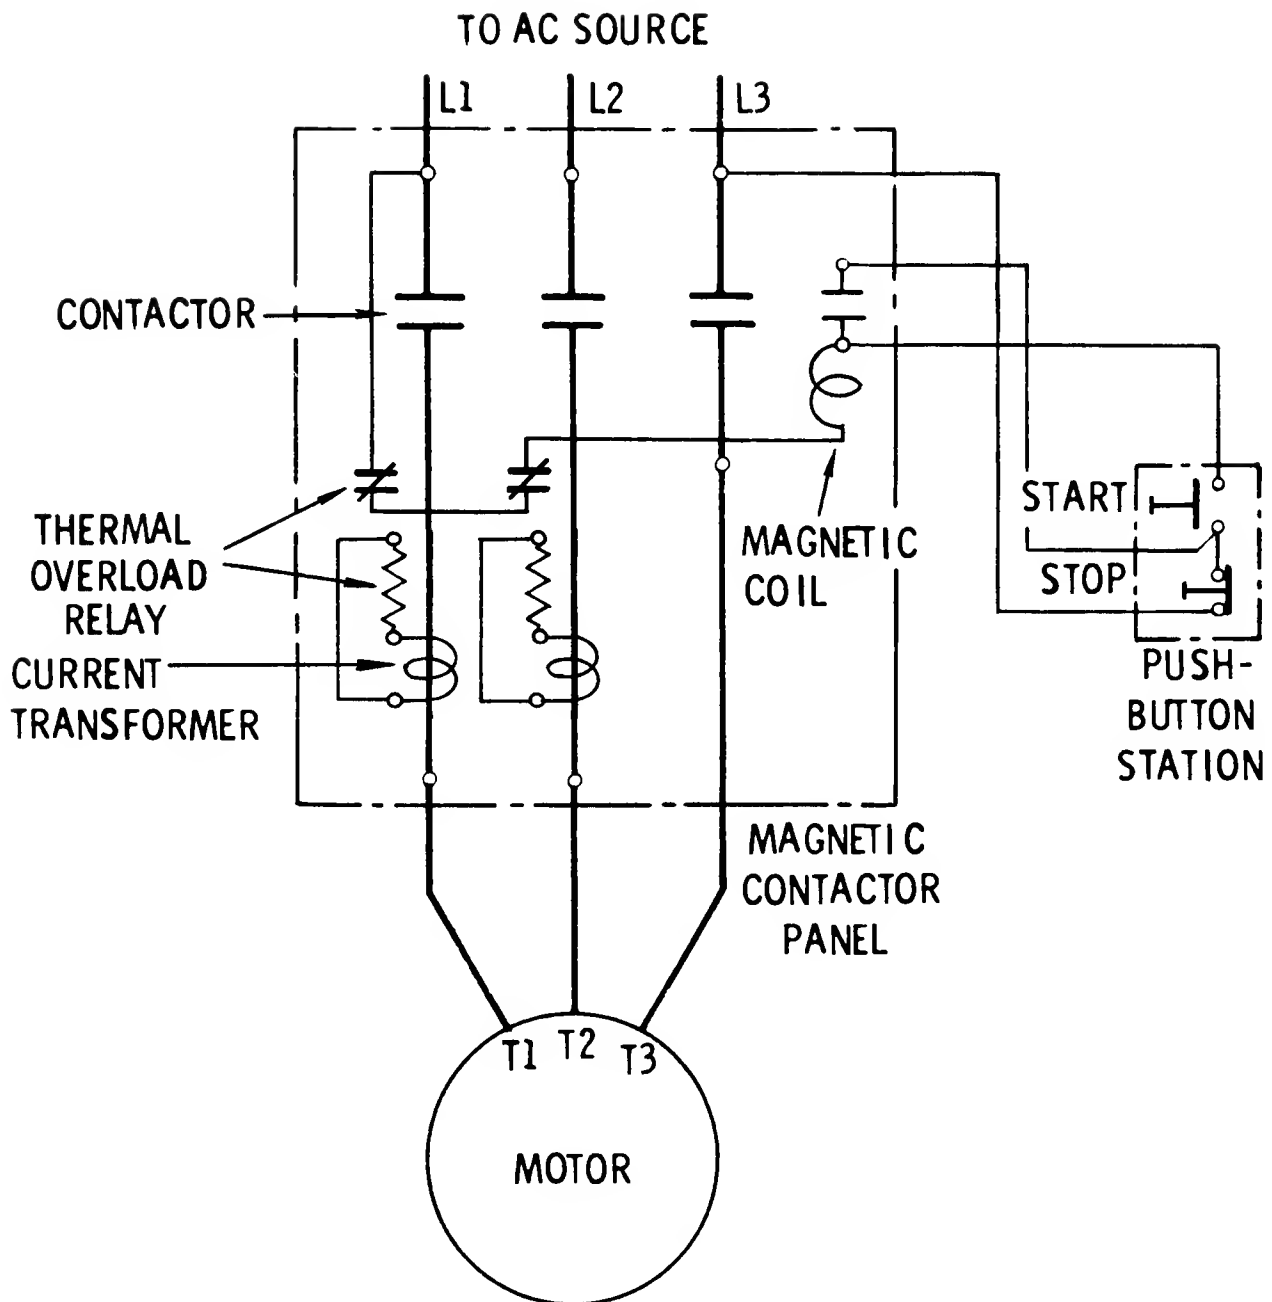 TO AC SOURCE
L1
L2
L3
CONTACTOR
THERMAL
OVERLOAD
RELAY
CURRENT
TRANSFORMER
MAGNETIC
COIL
START
STOP
PUSH-
BUTTON
STATION
MAGNETIC
CONTACTOR
PANEL
T1
T2
T3
MOTOR